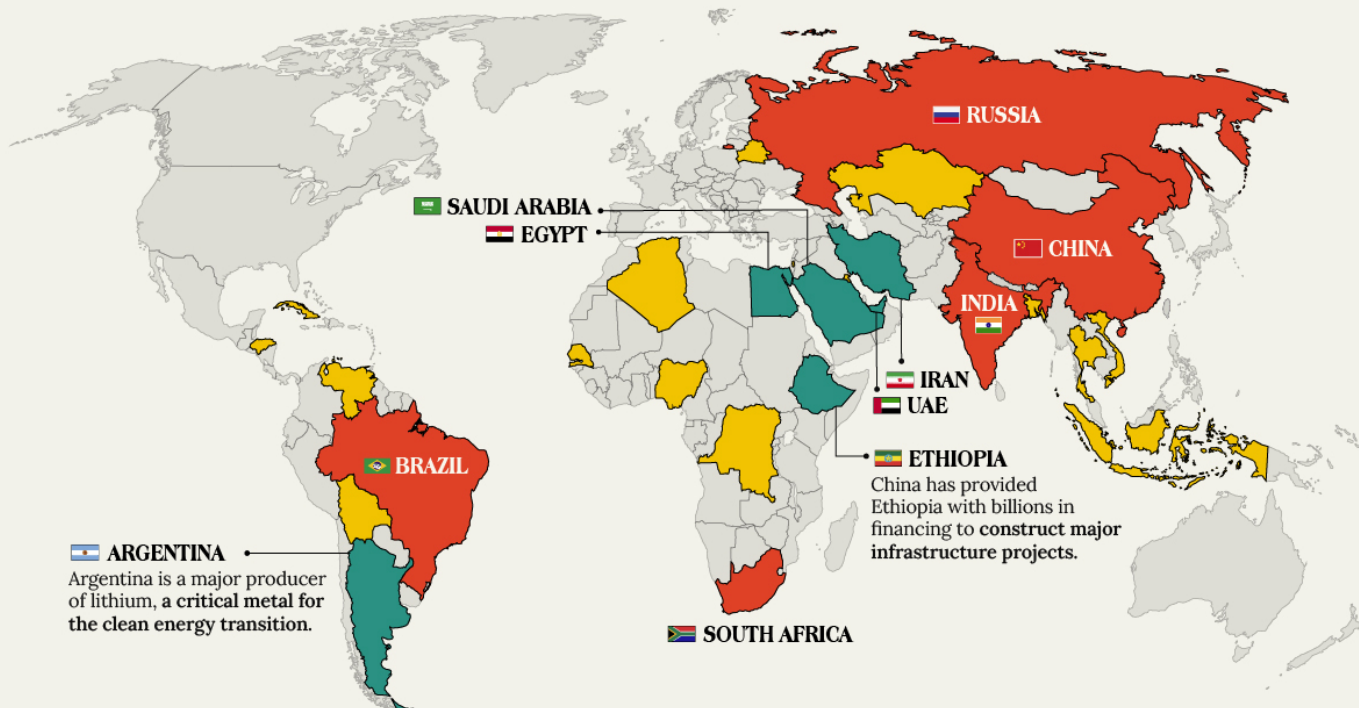 RUSSIA
SAUDI ARABIA
EGYPT
CHINA
INDIA
IRAN
UAE
BRAZIL
ETHIOPIA
China has provided
Ethiopia with billions in
financing to construct major
infrastructure projects.
ARGENTINA
Argentina is a major producer
of lithium, a critical metal for
the clean energy transition.
SOUTH AFRICA